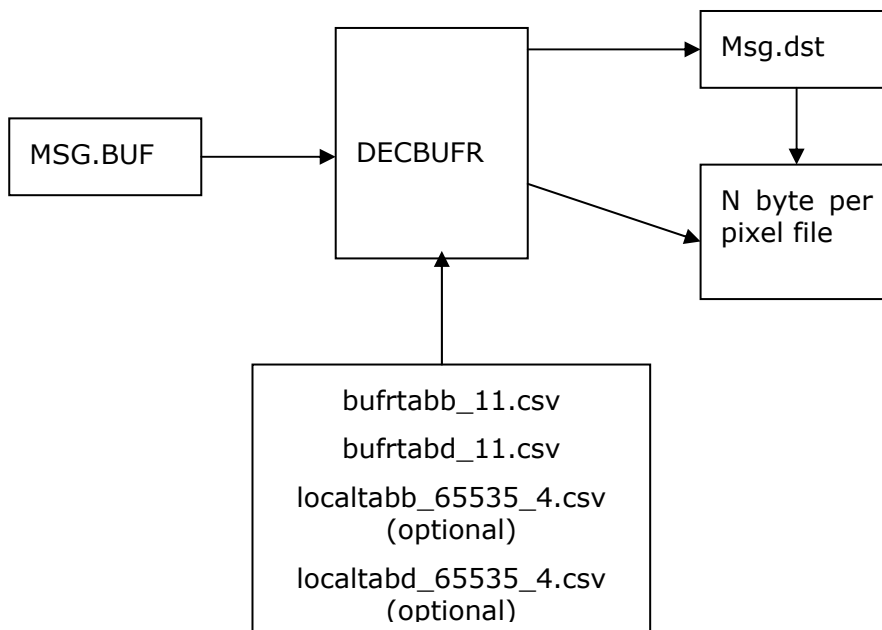 Msg.dst
MSG.BUF
DECBUFR
N byte per
pixel file
bufrtabb_11.csv
bufrtabd_11.csv
localtabb_65535_4.csv
(optional)
localtabd_65535_4.csv
(optional)